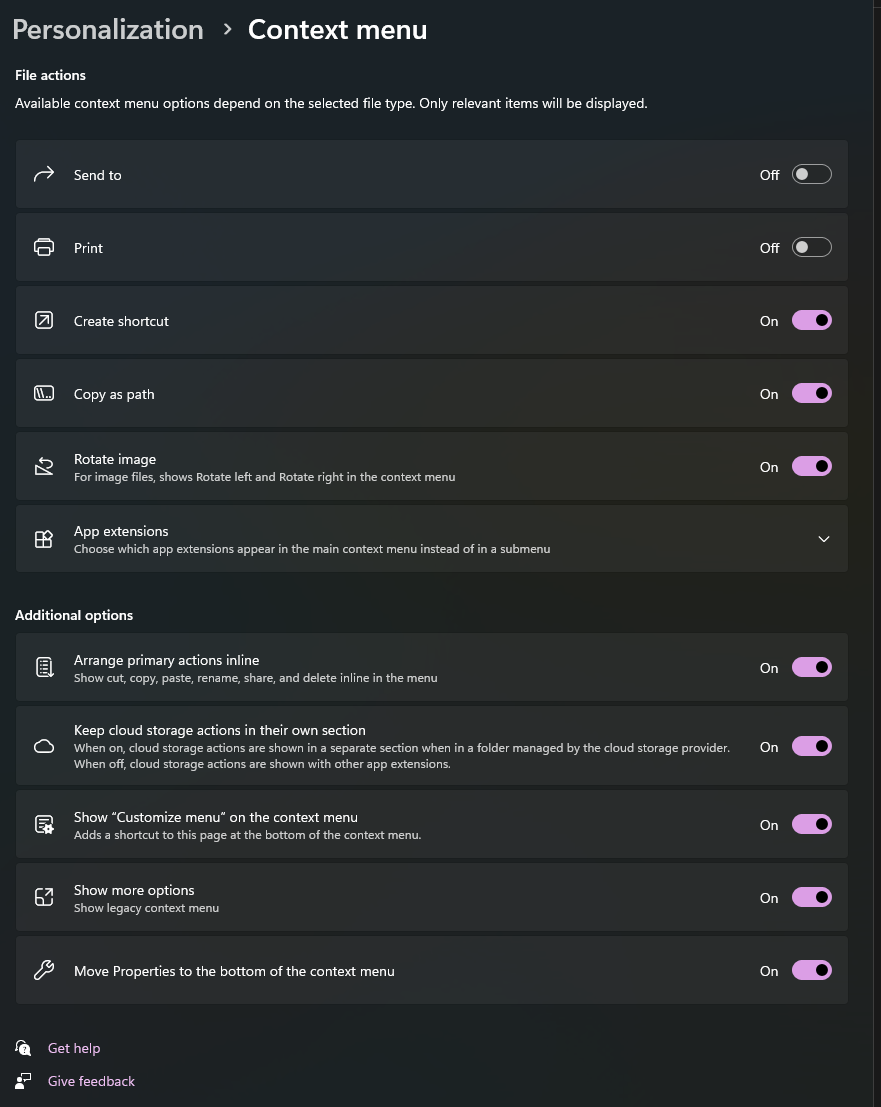 Personalization > Context menu
File actions
Available context menu options depend on the selected file type. Only relevant items will be displayed.
Send to Off
Print Off
Create shortcut On
Copy as path On
Rotate image
For image files, shows Rotate left and Rotate right in the context menu
On
App extensions
Choose which app extensions appear in the main context menu instead of in a submenu
Additional options
Arrange primary actions inline
Show cut, copy, paste, rename, share, and delete inline in the menu
On
Keep cloud storage actions in their own section
When on, cloud storage actions are shown in a separate section when in a folder managed by the cloud storage provider.
When off, cloud storage actions are shown with other app extensions.
On
Show “Customize menu” on the context menu
Adds a shortcut to this page at the bottom of the context menu.
On
Show more options
Show legacy context menu
On
Move Properties to the bottom of the context menu On
Get help
Give feedback